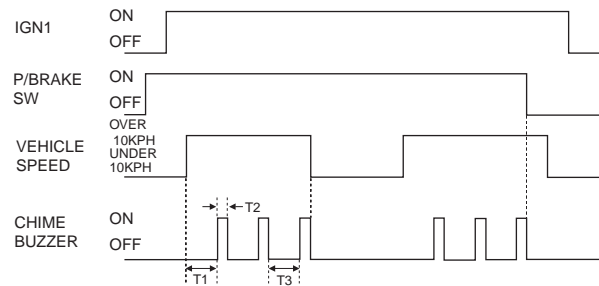 IGN1
ON
OFF
P/BRAKE
SW
ON
OFF
VEHICLE
SPEED
OVER
10KPH
UNDER
10KPH
CHIME
BUZZER
ON
OFF
T2
T1
T3